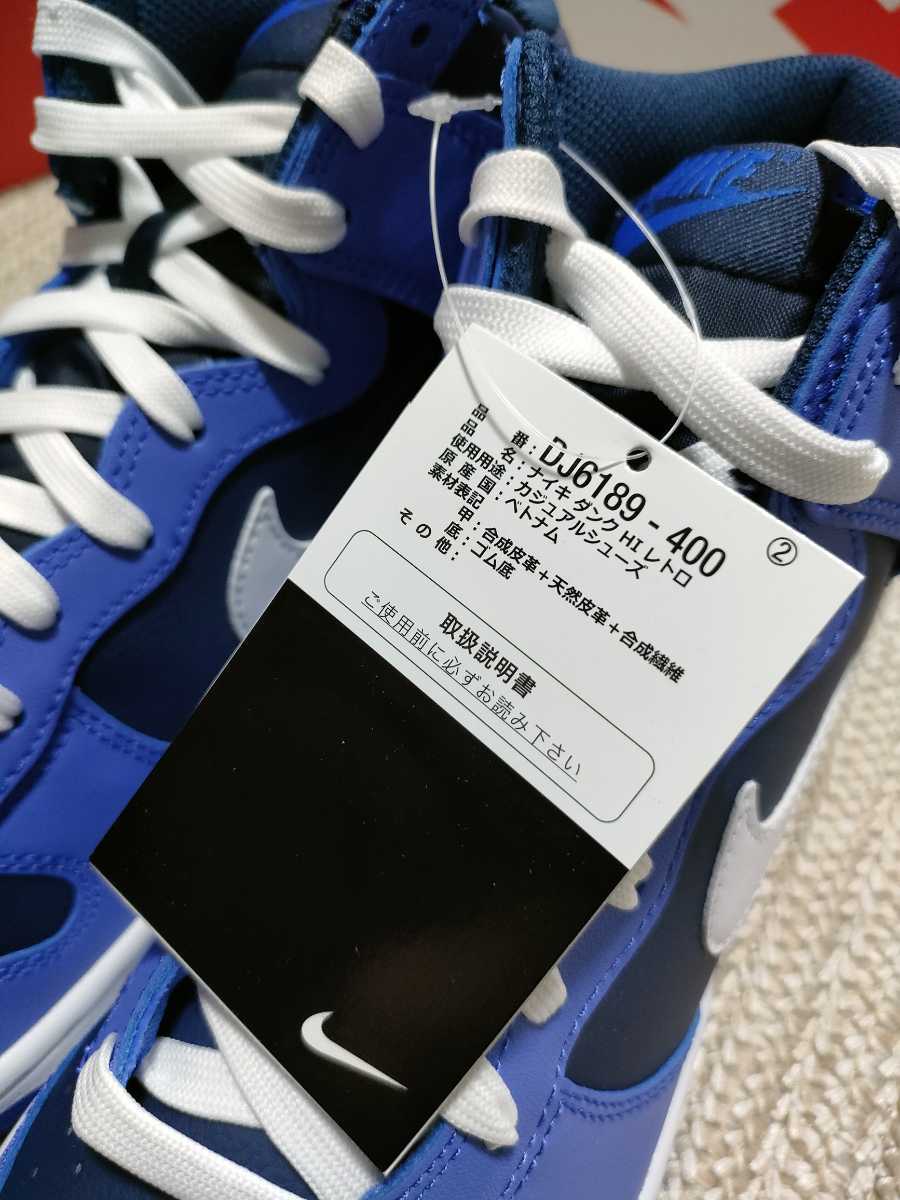 NIKE
品番:DJ6189-400
品名:ナイキ ダンク HI レトロ
使用用途:カジュアルシューズ
原産国:ベトナム
素材表記
甲:合成皮革+天然皮革+合成繊維
底:ゴム底
その他:
②
取扱説明書
ご使用前に必ずお読み下さい